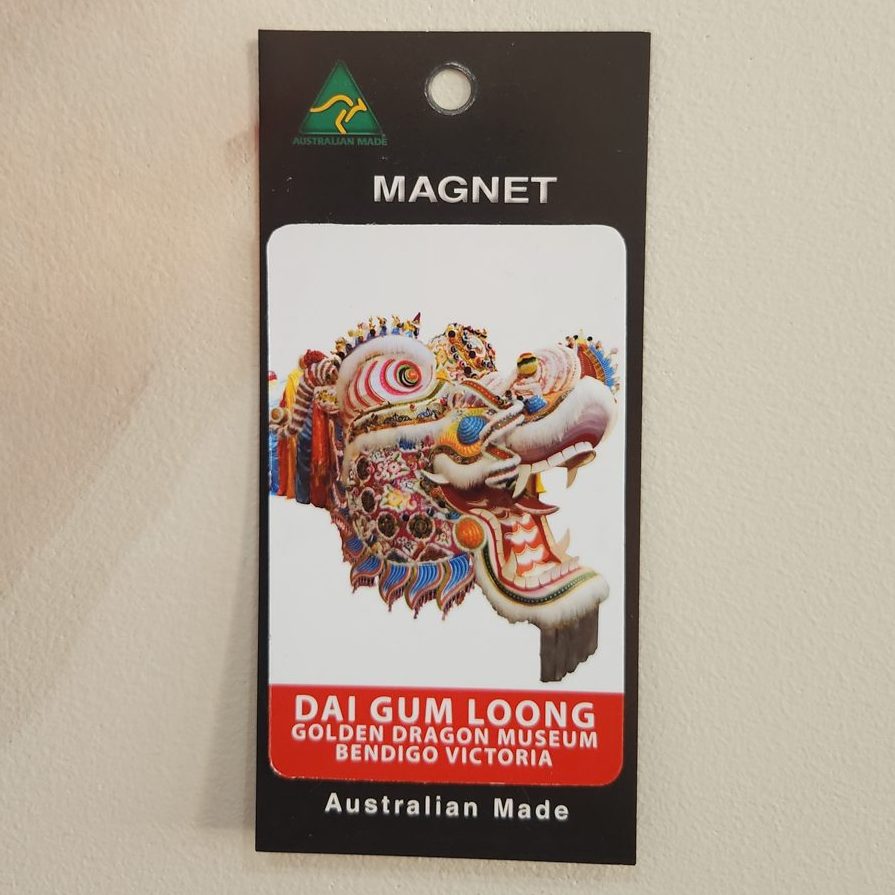 AUSTRALIAN MADE
MAGNET
DAI GUM LOONG
GOLDEN DRAGON MUSEUM
BENDIGO VICTORIA
Australian Made